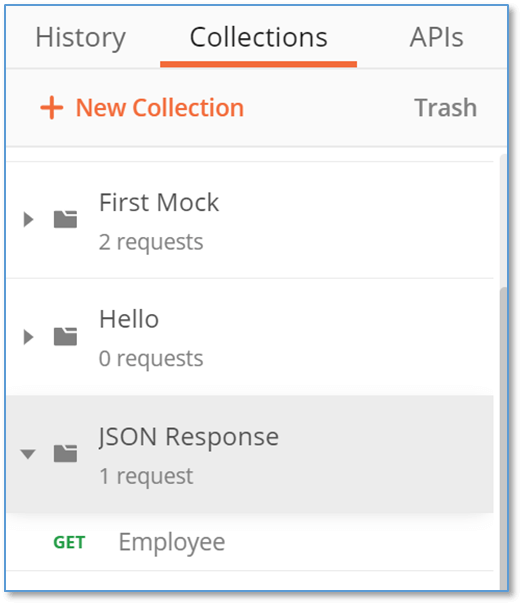 History Collections APIs
+ New Collection Trash
First Mock
2 requests
Hello
0 requests
JSON Response
1 request
GET Employee